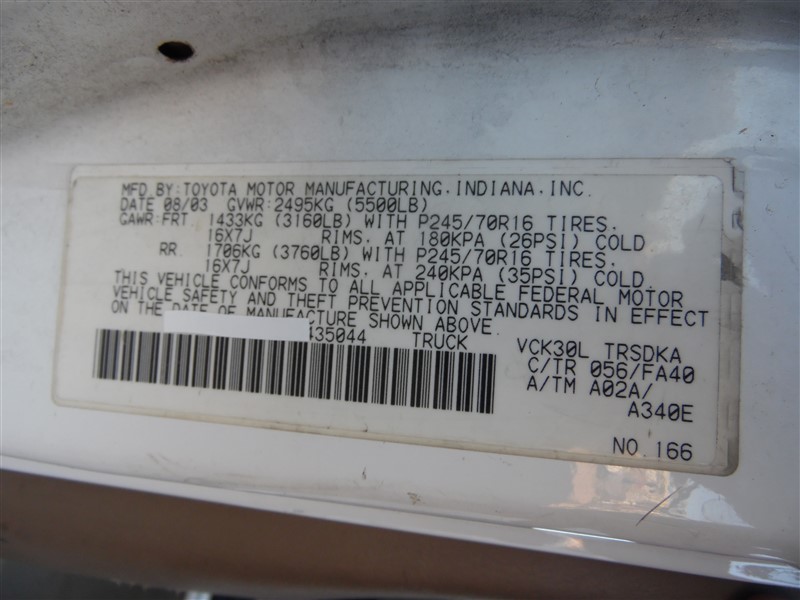 MFD.BY:TOYOTA MOTOR MANUFACTURING,INDIANA,INC.
DATE 08/03 GVWR:2495KG (5500LB)
GAWR:FRT 1433KG (3160LB) WITH P245/70R16 TIRES.
16X7J RIMS. AT 180KPA (26PSI) COLD
RR. 1706KG (3760LB) WITH P245/70R16 TIRES.
16X7J RIMS. AT 240KPA (35PSI) COLD.
THIS VEHICLE CONFORMS TO ALL APPLICABLE FEDERAL MOTOR
VEHICLE SAFETY AND THEFT PREVENTION STANDARDS IN EFFECT
ON THE DATE OF MANUFACTURE SHOWN ABOVE.
435044 TRUCK VCK30L TRSDKA
C/TR 056/FA40
A/TM A02A/
A340E
NO.166